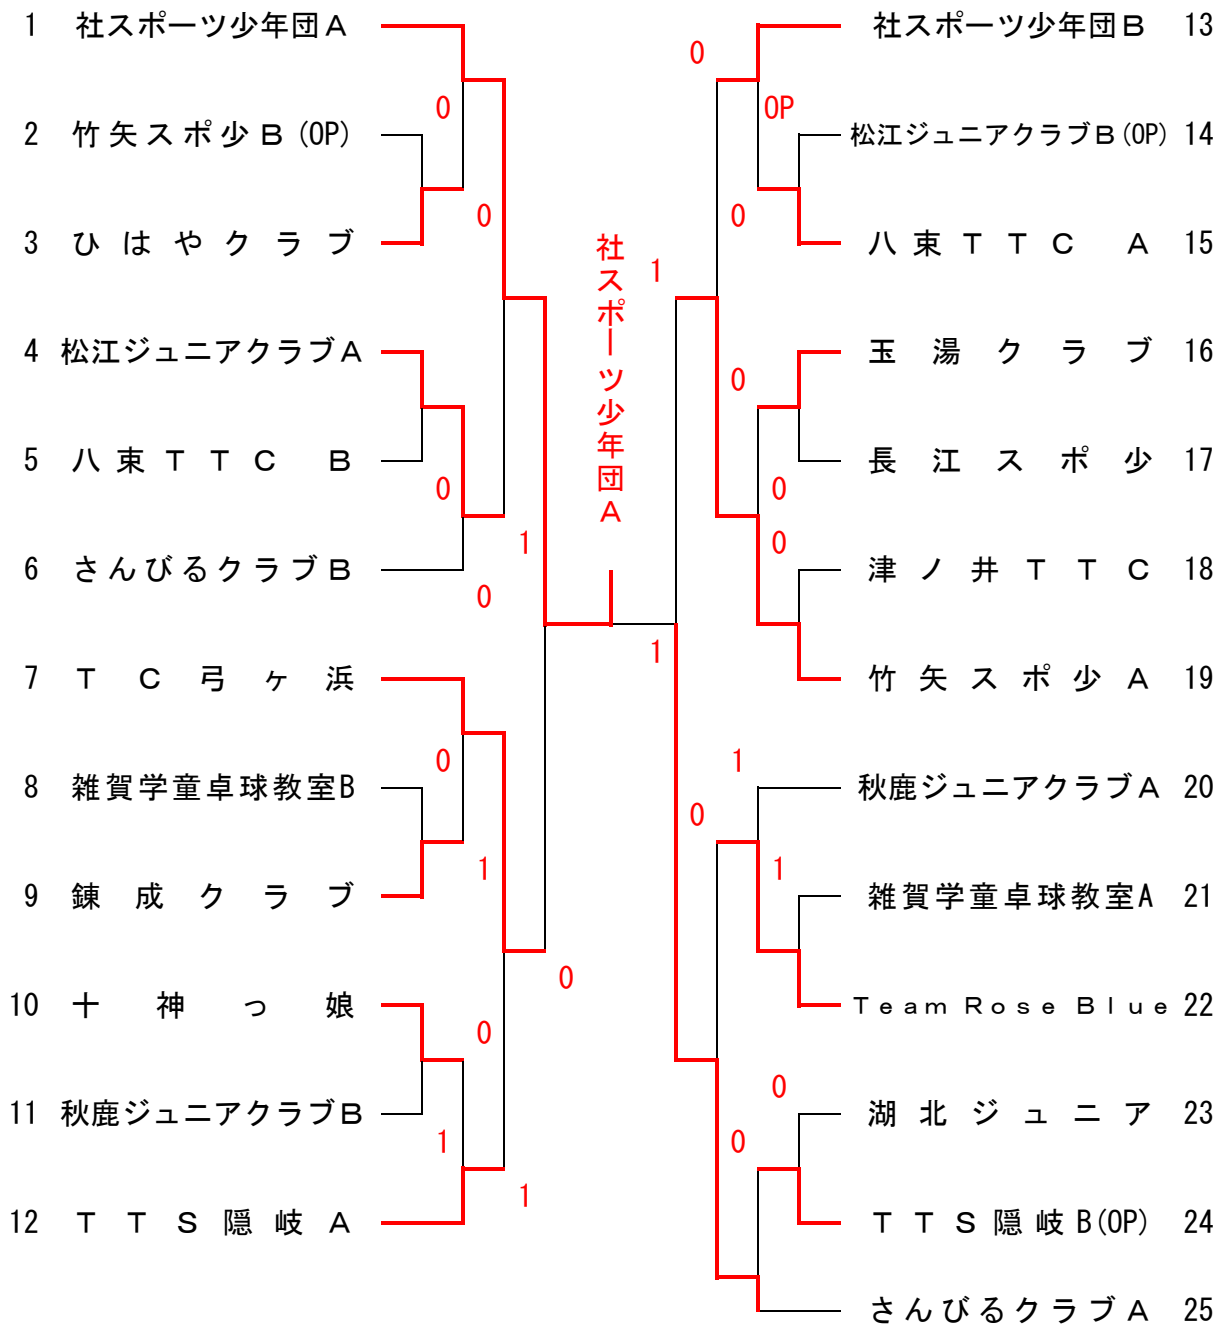 1 社スポーツ少年団A
2 竹矢スポ少B(OP)
3 ひはやクラブ
4 松江ジュニアクラブA
5 八束TTC B
6 さんびるクラブB
7 TC弓ヶ浜
8 雑賀学童卓球教室B
9 錬成クラブ
10 十神っ娘
11 秋鹿ジュニアクラブB
12 TTS隠岐A
0
0
0
1
0
0
1
0
0
1
1
社スポーツ少年団A
1
1
0
OP
0
0
0
0
1
0
1
0
0
社スポーツ少年団B 13
松江ジュニアクラブB(OP) 14
八束TTC A 15
玉湯クラブ 16
長江スポ少 17
津ノ井TTC 18
竹矢スポ少A 19
秋鹿ジュニアクラブA 20
雑賀学童卓球教室A 21
Team Rose Blue 22
湖北ジュニア 23
TTS隠岐B(OP) 24
さんびるクラブA 25